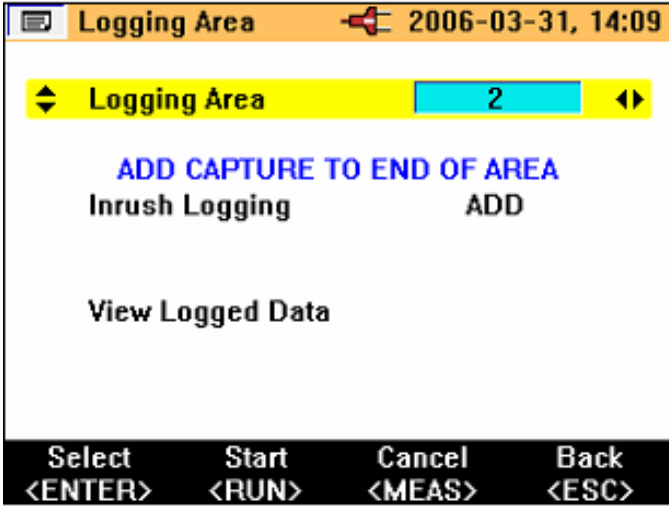 Logging Area 2006-03-31, 14:09
Logging Area 2
ADD CAPTURE TO END OF AREA
Inrush Logging ADD
View Logged Data
Select Start Cancel Back
<ENTER> <RUN> <MEAS> <ESC>